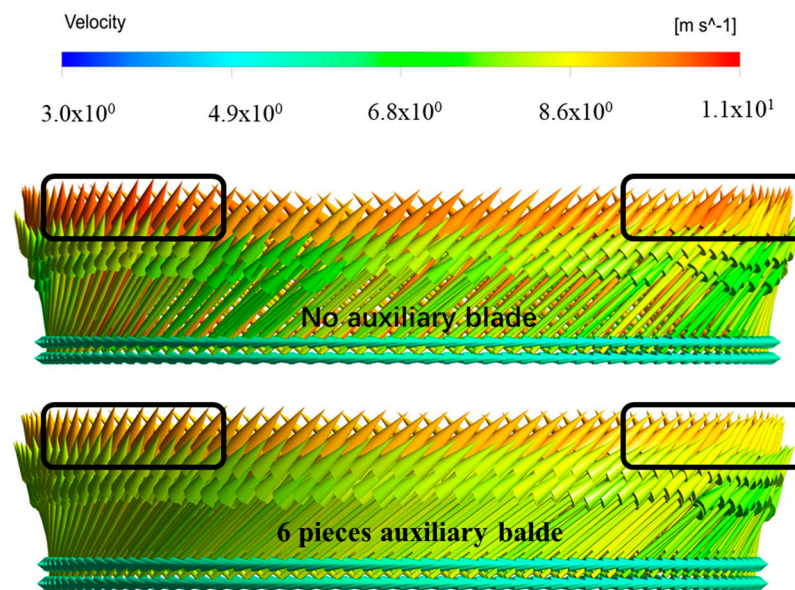 Velocity [m s^-1]
3.0x10⁰ 4.9x10⁰ 6.8x10⁰ 8.6x10⁰ 1.1x10¹
No auxiliary blade
6 pieces auxiliary balde